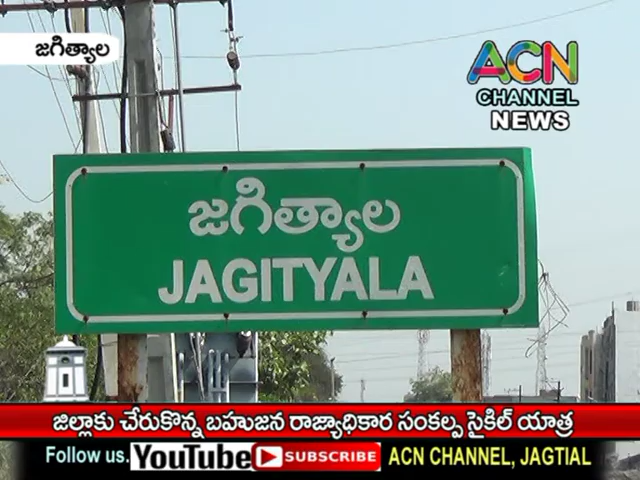 జగిత్యాల
ACN
CHANNEL
NEWS
జగిత్యాల
JAGITYALA
జిల్లాకు చేరుకొన్న బహుజన రాజ్యాధికార సంకల్ప సైకిల్ యాత్ర
Follow us. YouTube SUBSCRIBE ACN CHANNEL, JAGTIAL